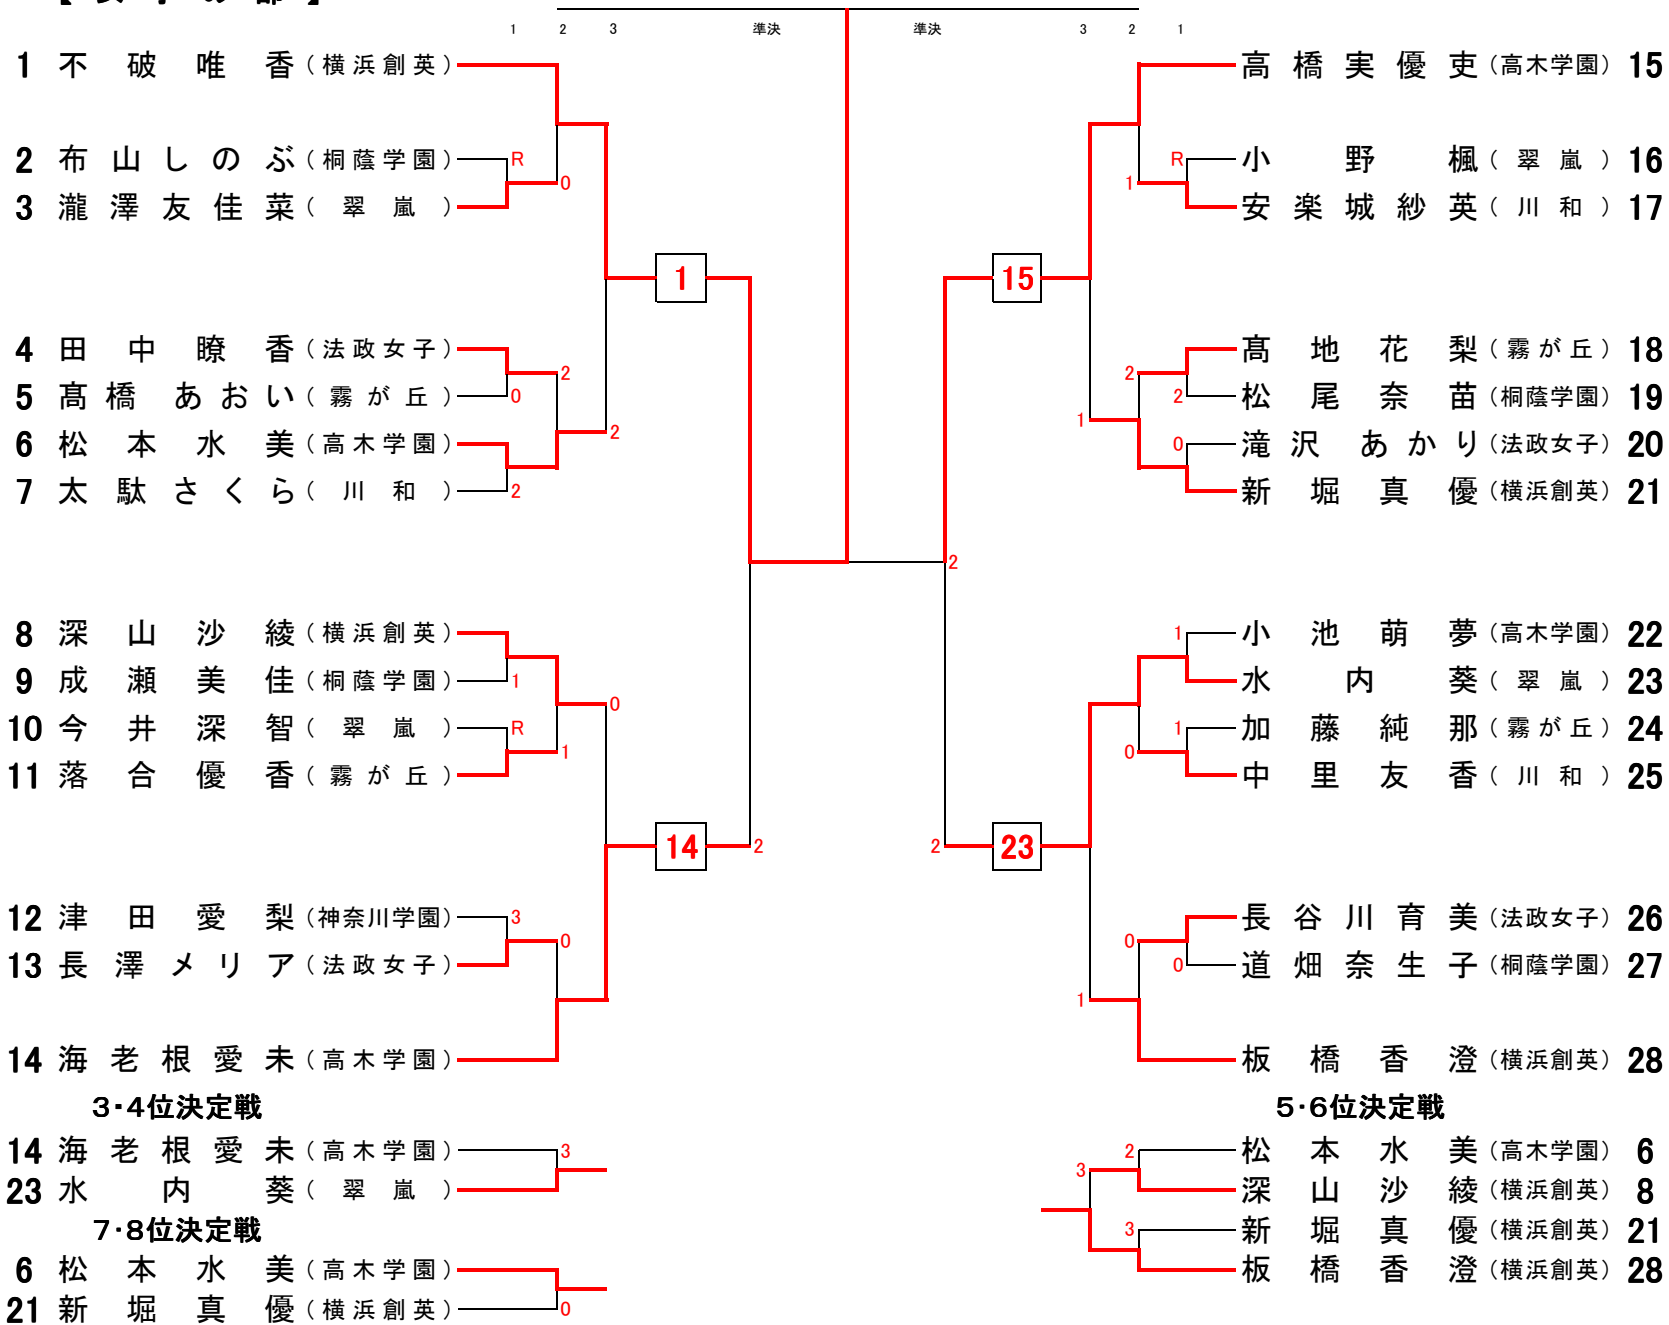 1 2 3 準決 準決 3 2 1
1 不破唯香(横浜創英)
2 布山しのぶ(桐蔭学園) R
0
3 瀧澤友佳菜(翠嵐)
1
4 田中瞭香(法政女子)
2
5 髙橋あおい(霧が丘) 0
2
6 松本水美(高木学園)
7 太駄さくら(川和) 2
8 深山沙綾(横浜創英)
9 成瀬美佳(桐蔭学園) 1
0
10 今井深智(翠嵐) R
1
11 落合優香(霧が丘)
14 2
12 津田愛梨(神奈川学園) 3
0
13 長澤メリア(法政女子)
14 海老根愛未(高木学園)
高橋実優吏(高木学園) 15
R 小野楓(翠嵐) 16
1
安楽城紗英(川和) 17
15
髙地花梨(霧が丘) 18
2
2 松尾奈苗(桐蔭学園) 19
1
0 滝沢あかり(法政女子) 20
新堀真優(横浜創英) 21
2
1 小池萌夢(高木学園) 22
水内葵(翠嵐) 23
1 加藤純那(霧が丘) 24
0
中里友香(川和) 25
2 23
長谷川育美(法政女子) 26
0
0 道畑奈生子(桐蔭学園) 27
1
板橋香澄(横浜創英) 28
3・4位決定戦
14 海老根愛未(高木学園) 3
23 水内葵(翠嵐)
7・8位決定戦
6 松本水美(高木学園)
21 新堀真優(横浜創英) 0
5・6位決定戦
2 松本水美(高木学園) 6
3
深山沙綾(横浜創英) 8
3 新堀真優(横浜創英) 21
板橋香澄(横浜創英) 28